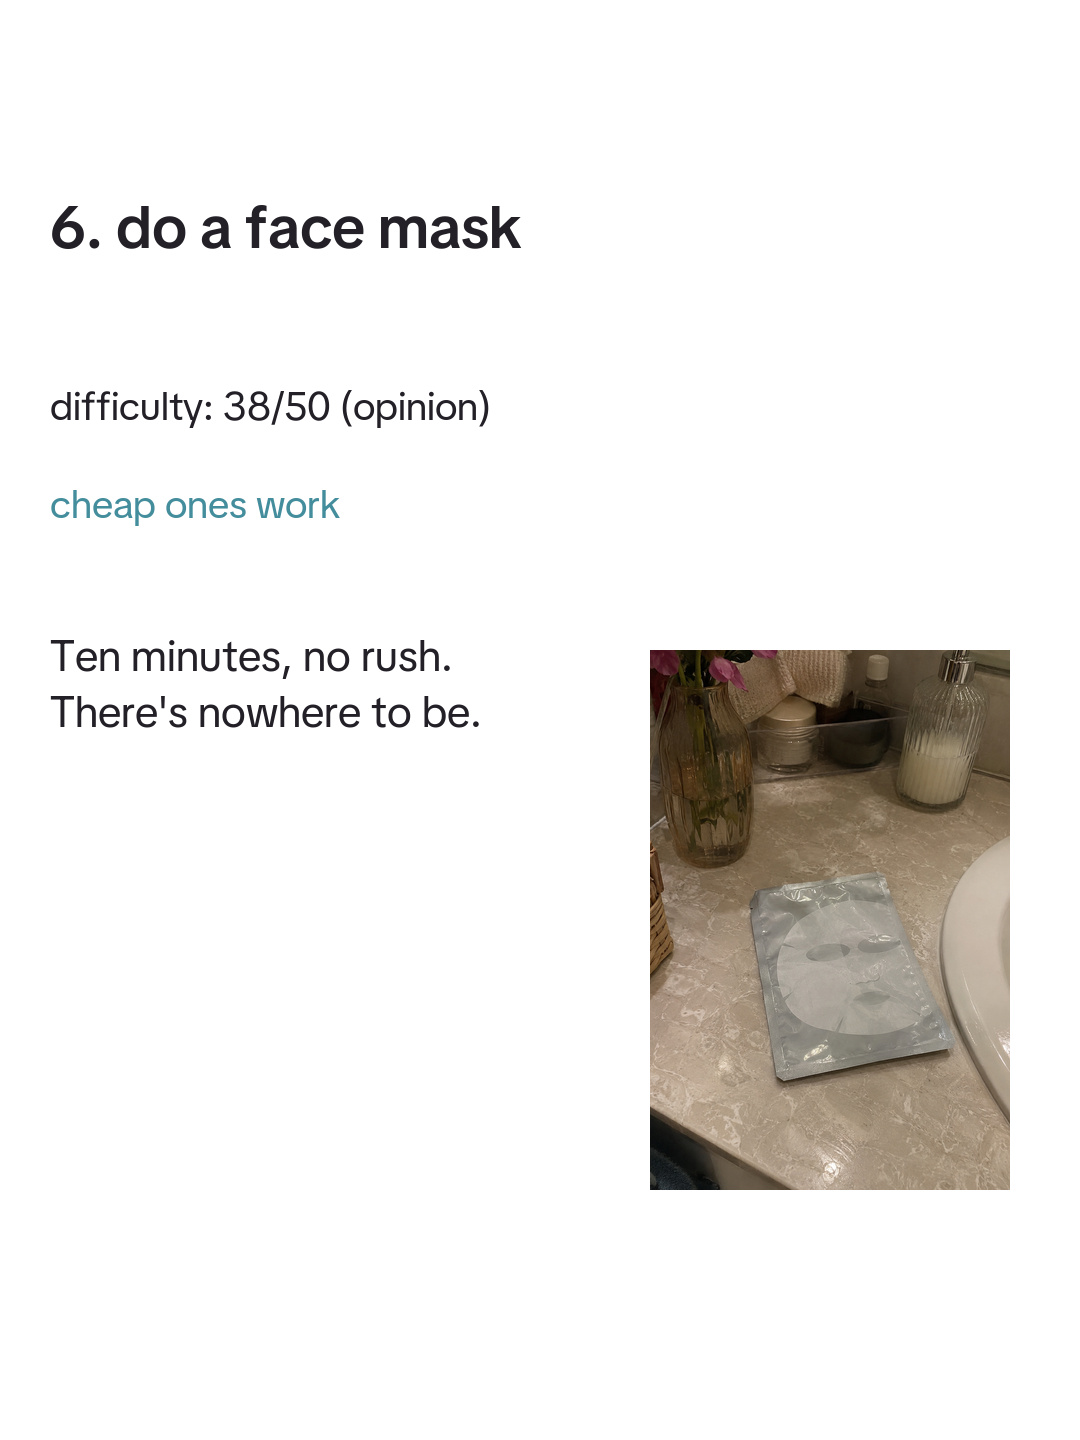 6. do a face mask
difficulty: 38/50 (opinion)
cheap ones work
Ten minutes, no rush.
There's nowhere to be.